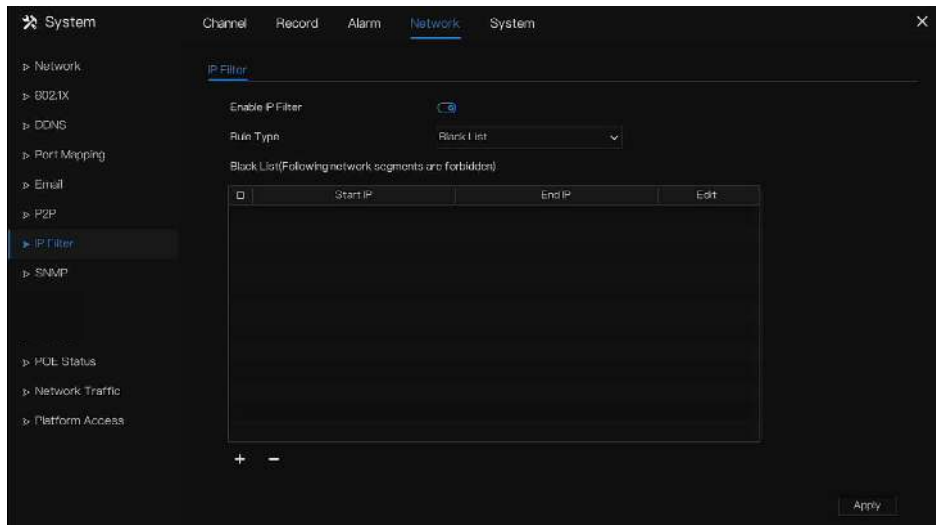 System
Channel Record Alarm Network System
Network
802.1X
DDNS
Port Mapping
Email
P2P
IP Filter
SNMP
POE Status
Network Traffic
Platform Access
IP Filter
Enable IP Filter
Rule Type Black List
Black List(Following network segments are forbidden)
Start IP End IP Edit
Apply